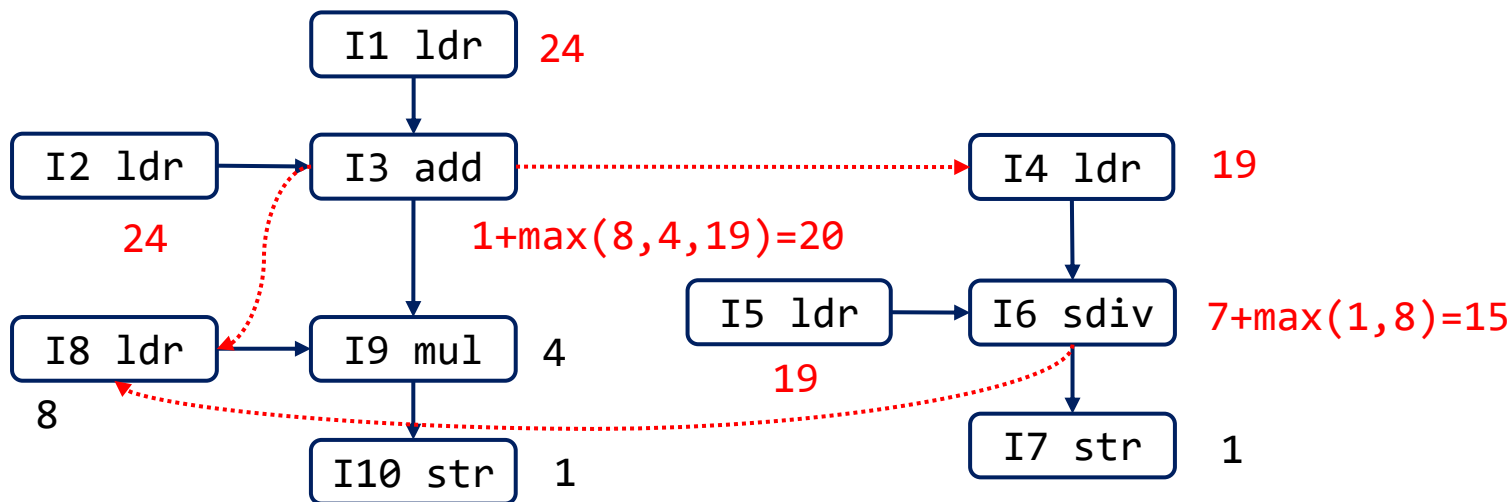 I1 ldr 24
I2 ldr
I3 add
I4 ldr
19
24
1+max(8,4,19)=20
I5 ldr
I6 sdiv
7+max(1,8)=15
I8 ldr
I9 mul
4
19
8
I10 str
1
I7 str
1